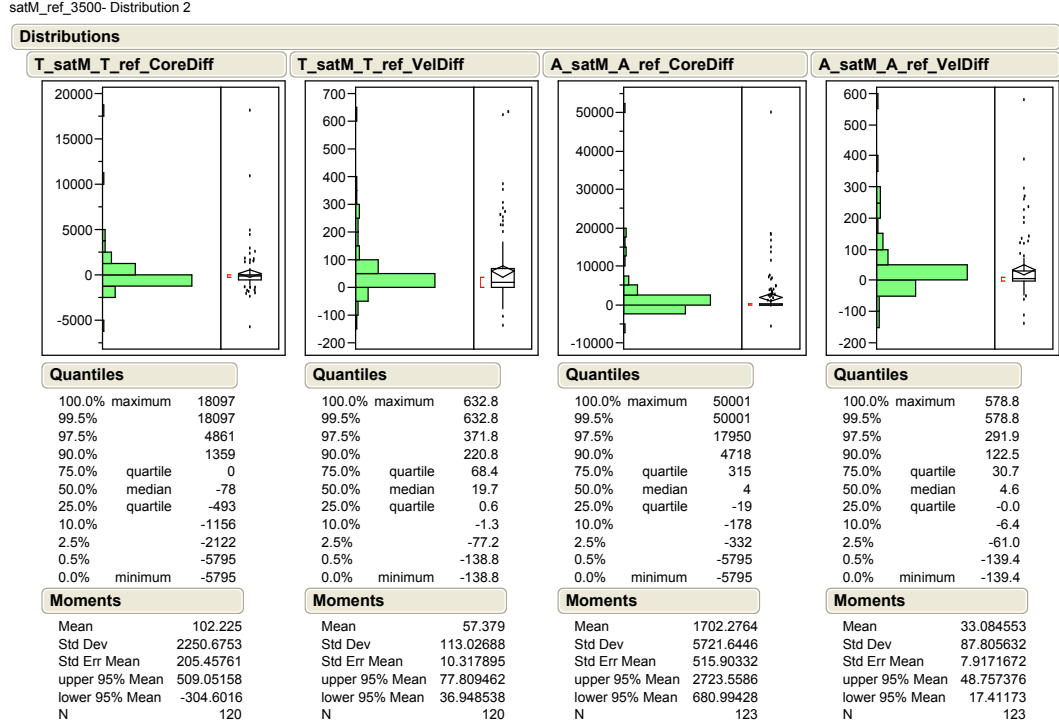 satM_ref_3500- Distribution 2
Distributions
T_satM_T_ref_CoreDiff
20000
15000
10000
5000
0
-5000
Quantiles
100.0% maximum 18097
99.5% 18097
97.5% 4861
90.0% 1359
75.0% quartile 0
50.0% median -78
25.0% quartile -493
10.0% -1156
2.5% -2122
0.5% -5795
0.0% minimum -5795
Moments
Mean 102.225
Std Dev 2250.6753
Std Err Mean 205.45761
upper 95% Mean 509.05158
lower 95% Mean -304.6016
N 120
T_satM_T_ref_VelDiff
700
600
500
400
300
200
100
0
-100
-200
Quantiles
100.0% maximum 632.8
99.5% 632.8
97.5% 371.8
90.0% 220.8
75.0% quartile 68.4
50.0% median 19.7
25.0% quartile 0.6
10.0% -1.3
2.5% -77.2
0.5% -138.8
0.0% minimum -138.8
Moments
Mean 57.379
Std Dev 113.02688
Std Err Mean 10.317895
upper 95% Mean 77.809462
lower 95% Mean 36.948538
N 120
A_satM_A_ref_CoreDiff
50000
40000
30000
20000
10000
0
-10000
Quantiles
100.0% maximum 50001
99.5% 50001
97.5% 17950
90.0% 4718
75.0% quartile 315
50.0% median 4
25.0% quartile -19
10.0% -178
2.5% -332
0.5% -5795
0.0% minimum -5795
Moments
Mean 1702.2764
Std Dev 5721.6446
Std Err Mean 515.90332
upper 95% Mean 2723.5586
lower 95% Mean 680.99428
N 123
A_satM_A_ref_VelDiff
600
500
400
300
200
100
0
-100
-200
Quantiles
100.0% maximum 578.8
99.5% 578.8
97.5% 291.9
90.0% 122.5
75.0% quartile 30.7
50.0% median 4.6
25.0% quartile -0.0
10.0% -6.4
2.5% -61.0
0.5% -139.4
0.0% minimum -139.4
Moments
Mean 33.084553
Std Dev 87.805632
Std Err Mean 7.9171672
upper 95% Mean 48.757376
lower 95% Mean 17.41173
N 123